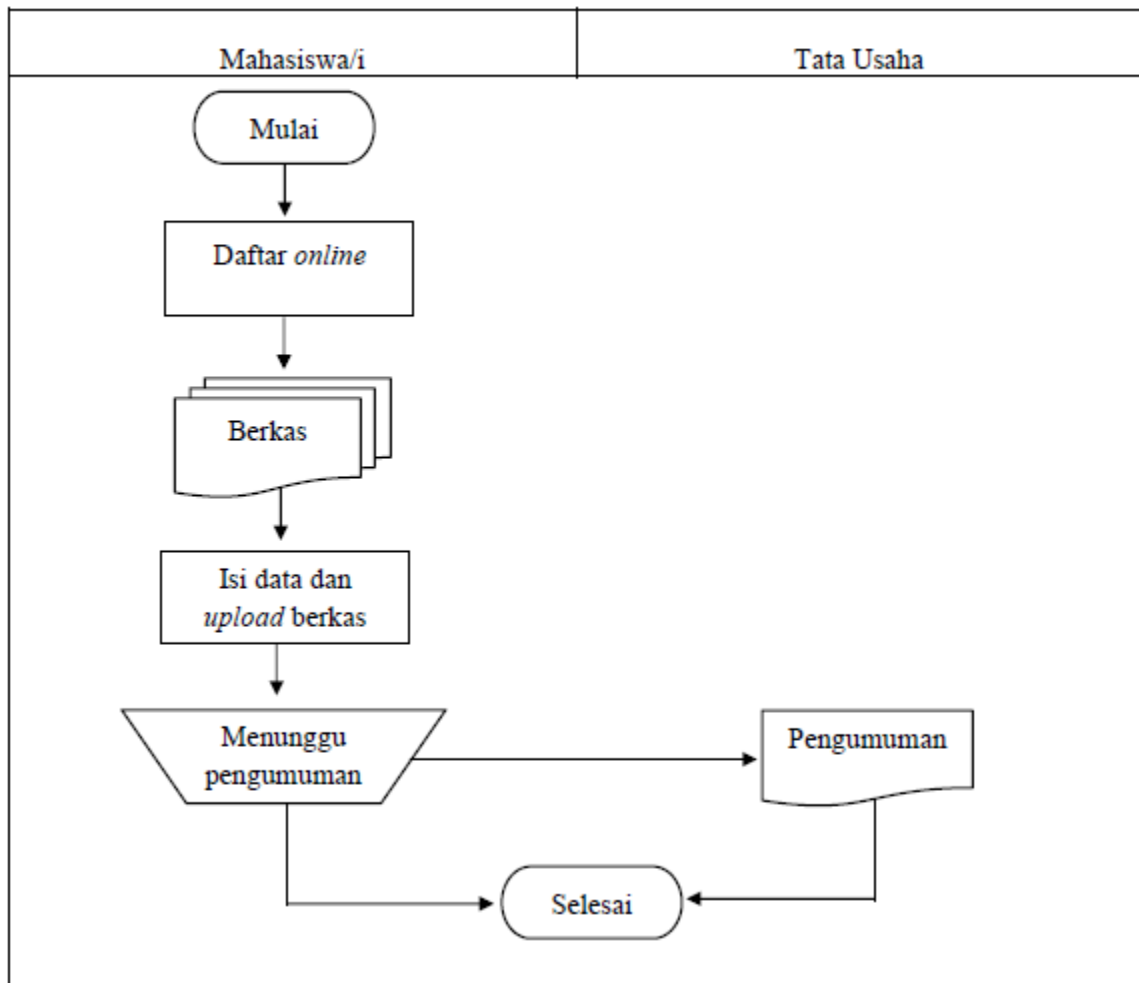 Mahasiswa/i
Tata Usaha
Mulai
Daftar online
Berkas
Isi data dan
upload berkas
Menunggu
pengumuman
Pengumuman
Selesai